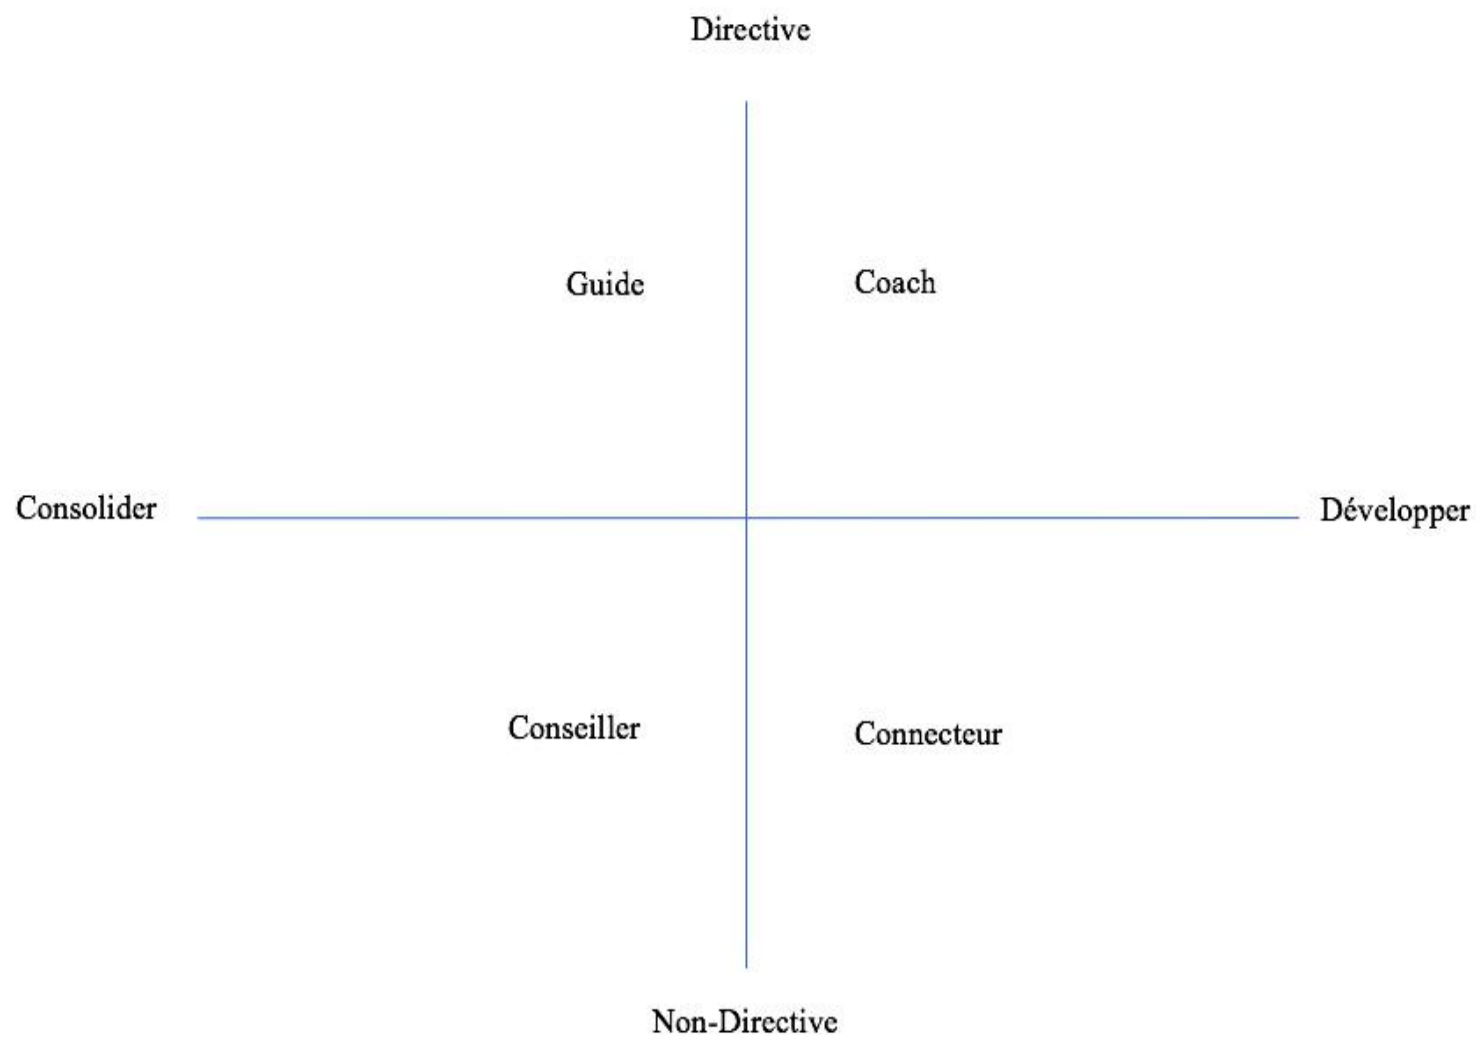 Directive
Guide
Coach
Consolider
Développer
Conseiller
Connecteur
Non-Directive